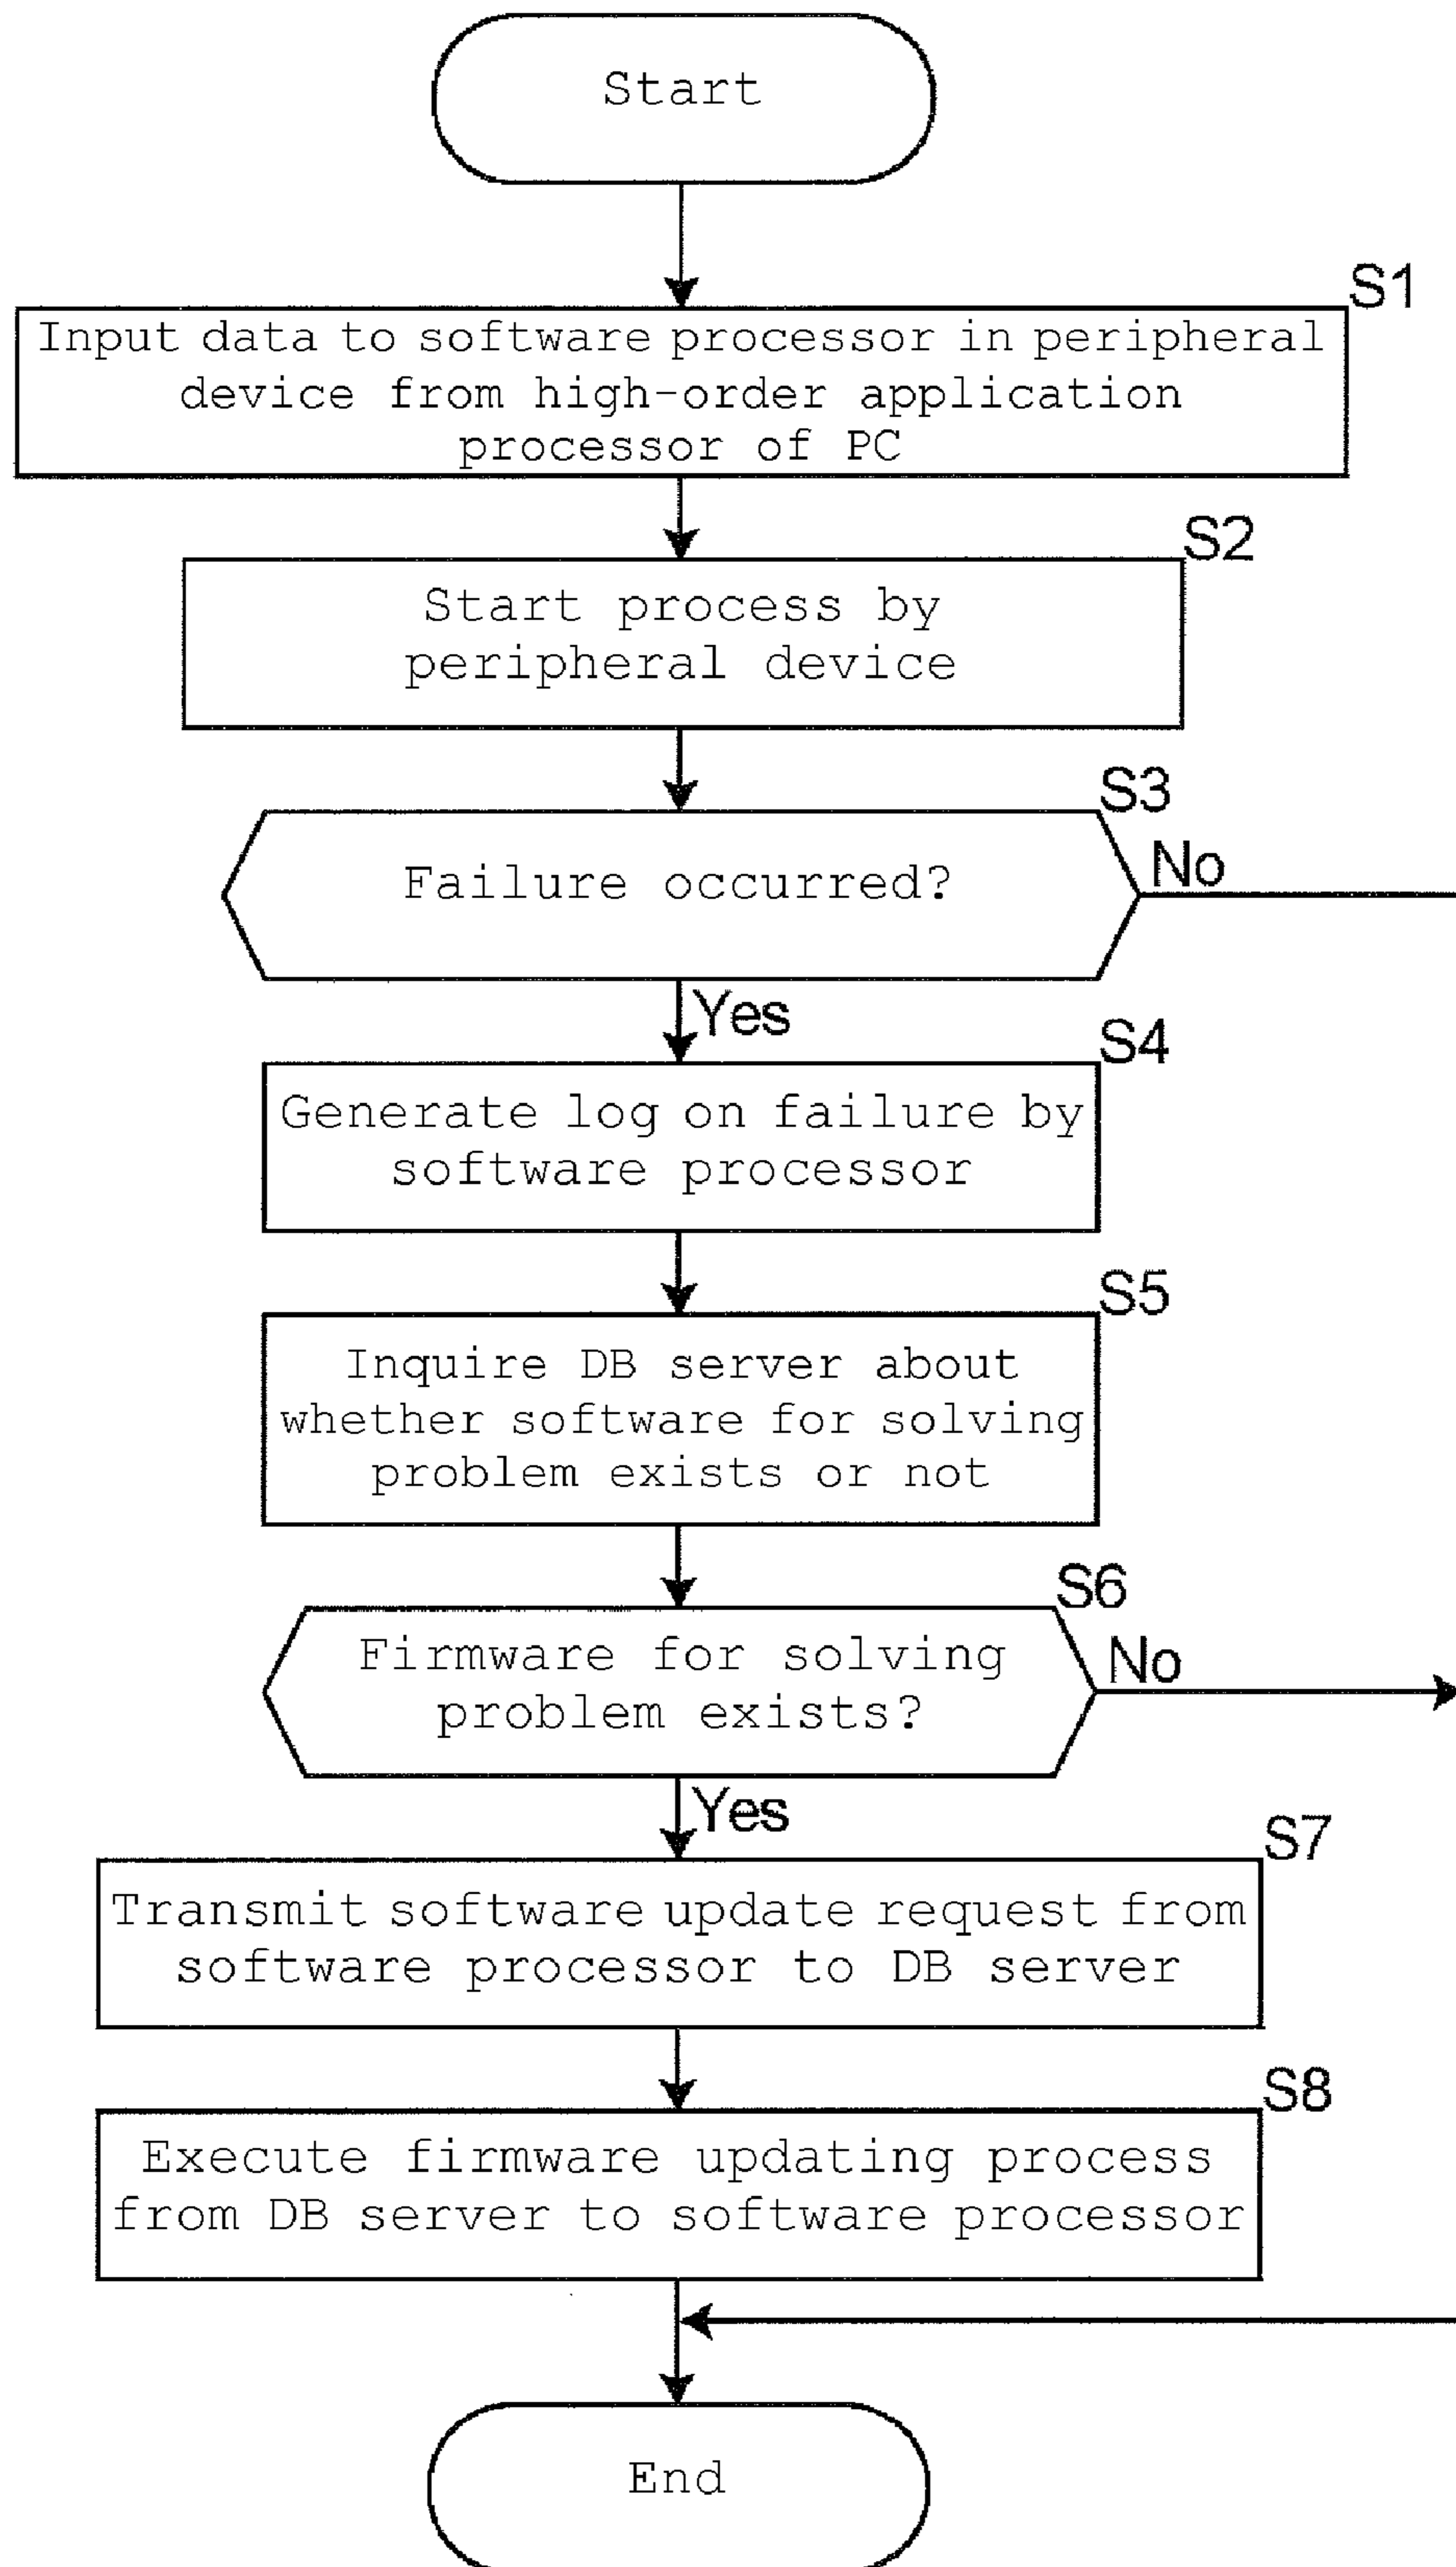 Start
S1
Input data to software processor in peripheral
device from high-order application
processor of PC
S2
Start process by
peripheral device
S3
Failure occurred?
No
Yes
S4
Generate log on failure by
software processor
S5
Inquire DB server about
whether software for solving
problem exists or not
S6
Firmware for solving
problem exists?
No
Yes
S7
Transmit software update request from
software processor to DB server
S8
Execute firmware updating process
from DB server to software processor
End